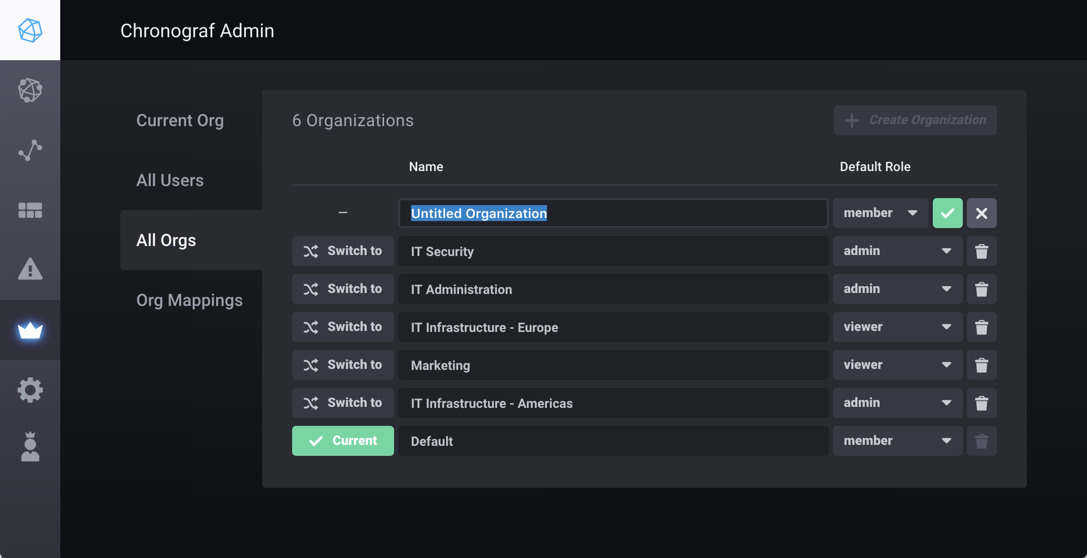 Chronograf Admin
Current Org
All Users
All Orgs
Org Mappings
6 Organizations
Create Organization
Name Default Role
– Untitled Organization member
Switch to IT Security admin
Switch to IT Administration admin
Switch to IT Infrastructure - Europe viewer
Switch to Marketing viewer
Switch to IT Infrastructure - Americas admin
Current Default member